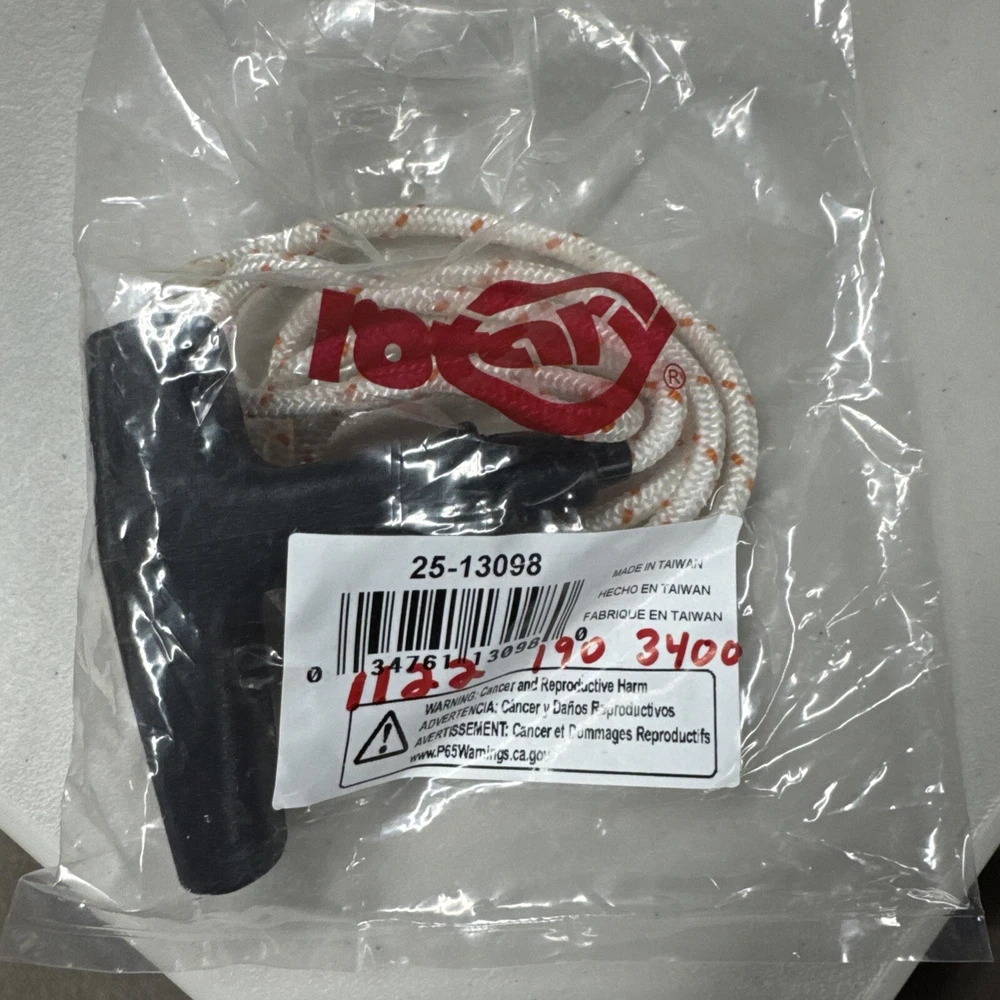 rotary®
25-13098
MADE IN TAIWAN
HECHO EN TAIWAN
FABRIQUE EN TAIWAN
0 34761 13098 0
1122 190 3400
WARNING: Cancer and Reproductive Harm
ADVERTENCIA: Cáncer y Daños Reproductivos
AVERTISSEMENT: Cancer et Dommages Reproductifs
www.P65Warnings.ca.gov